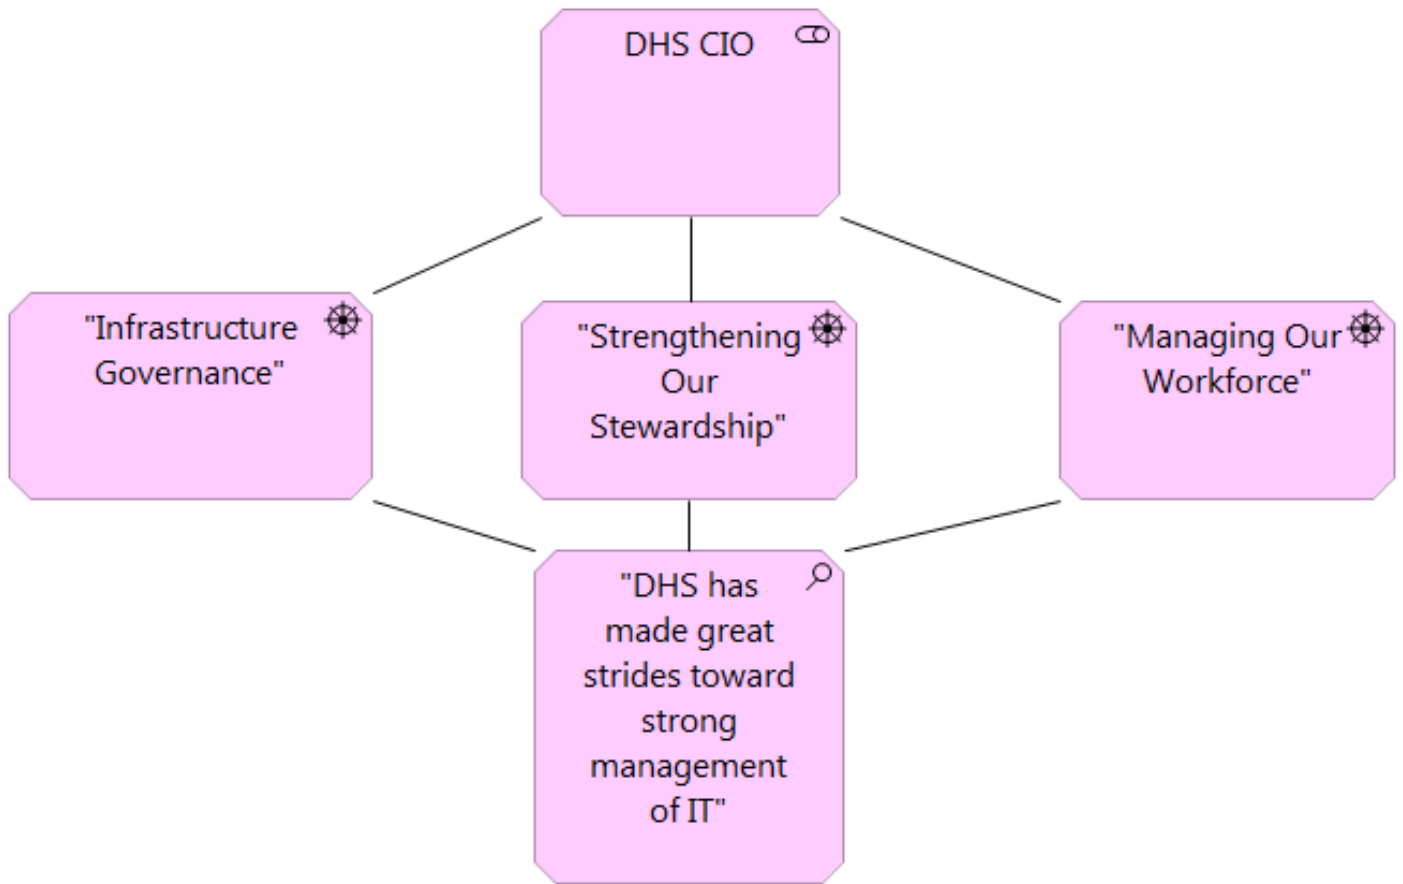 DHS CIO
"Infrastructure
Governance"
"Strengthening
Our
Stewardship"
"Managing Our
Workforce"
"DHS has
made great
strides toward
strong
management
of IT"